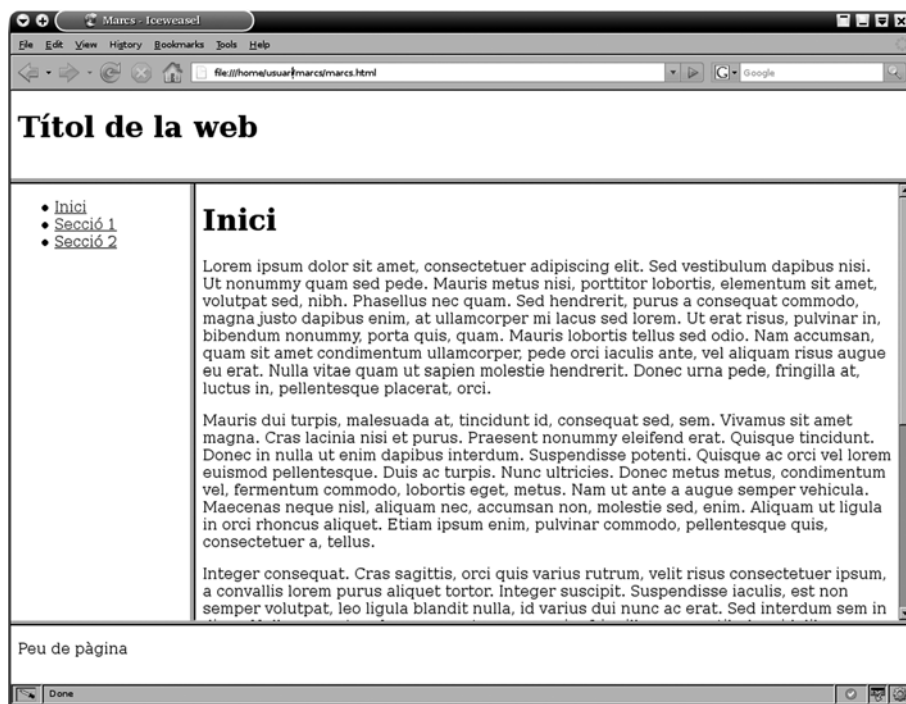 Marcs - Iceweasel
File Edit View History Bookmarks Tools Help
file:///home/usuari/marcs/marcs.html G Google
Títol de la web
• Inici
• Secció 1
• Secció 2
Inici
Lorem ipsum dolor sit amet, consectetuer adipiscing elit. Sed vestibulum dapibus nisi.
Ut nonummy quam sed pede. Mauris metus nisi, porttitor lobortis, elementum sit amet,
volutpat sed, nibh. Phasellus nec quam. Sed hendrerit, purus a consequat commodo,
magna justo dapibus enim, at ullamcorper mi lacus sed lorem. Ut erat risus, pulvinar in,
bibendum nonummy, porta quis, quam. Mauris lobortis tellus sed odio. Nam accumsan,
quam sit amet condimentum ullamcorper, pede orci iaculis ante, vel aliquam risus augue
eu erat. Nulla vitae quam ut sapien molestie hendrerit. Donec urna pede, fringilla at,
luctus in, pellentesque placerat, orci.
Mauris dui turpis, malesuada at, tincidunt id, consequat sed, sem. Vivamus sit amet
magna. Cras lacinia nisi et purus. Praesent nonummy eleifend erat. Quisque tincidunt.
Donec in nulla ut enim dapibus interdum. Suspendisse potenti. Quisque ac orci vel lorem
euismod pellentesque. Duis ac turpis. Nunc ultricies. Donec metus metus, condimentum
vel, fermentum commodo, lobortis eget, metus. Nam ut ante a augue semper vehicula.
Maecenas neque nisl, aliquam nec, accumsan non, molestie sed, enim. Aliquam ut ligula
in orci rhoncus aliquet. Etiam ipsum enim, pulvinar commodo, pellentesque quis,
consectetuer a, tellus.
Integer consequat. Cras sagittis, orci quis varius rutrum, velit risus consectetuer ipsum,
a convallis lorem purus aliquet tortor. Integer suscipit. Suspendisse iaculis, est non
semper volutpat, leo ligula blandit nulla, id varius dui nunc ac erat. Sed interdum sem in
Peu de pàgina
Done